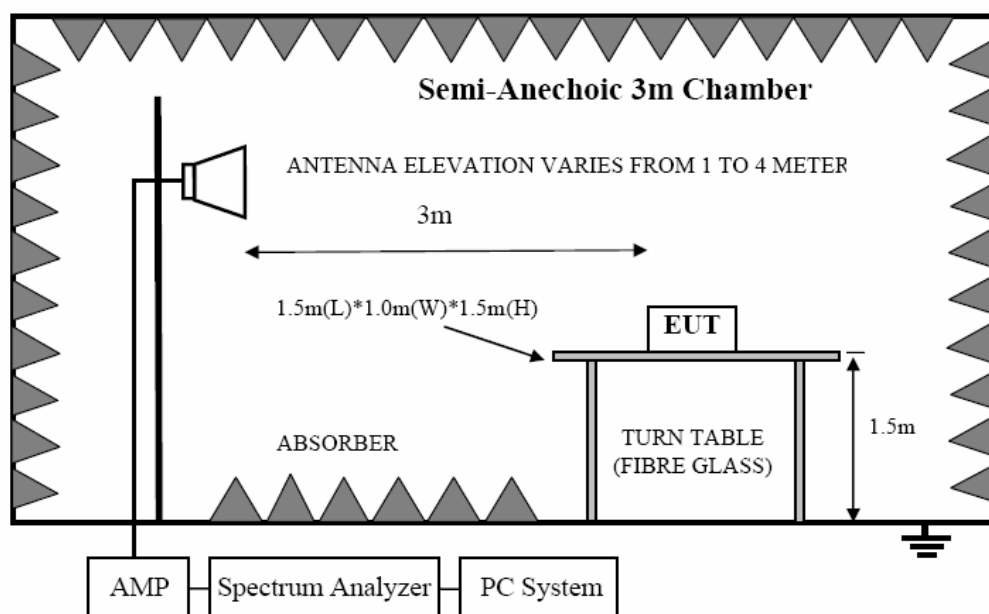 Semi-Anechoic 3m Chamber
ANTENNA ELEVATION VARIES FROM 1 TO 4 METER
3m
1.5m(L)*1.0m(W)*1.5m(H)
EUT
1.5m
ABSORBER
TURN TABLE
(FIBRE GLASS)
AMP
Spectrum Analyzer
PC System